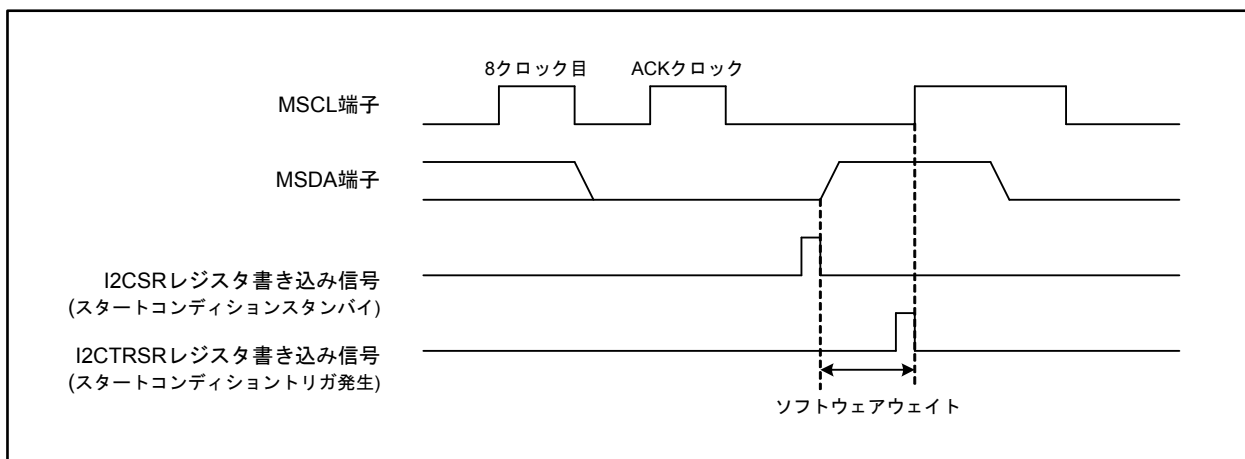 8クロック目 ACKクロック
MSCL端子
MSDA端子
I2CSRレジスタ書き込み信号
(スタートコンディションスタンバイ)
I2CTRSRレジスタ書き込み信号
(スタートコンディショントリガ発生)
ソフトウェアウェイト